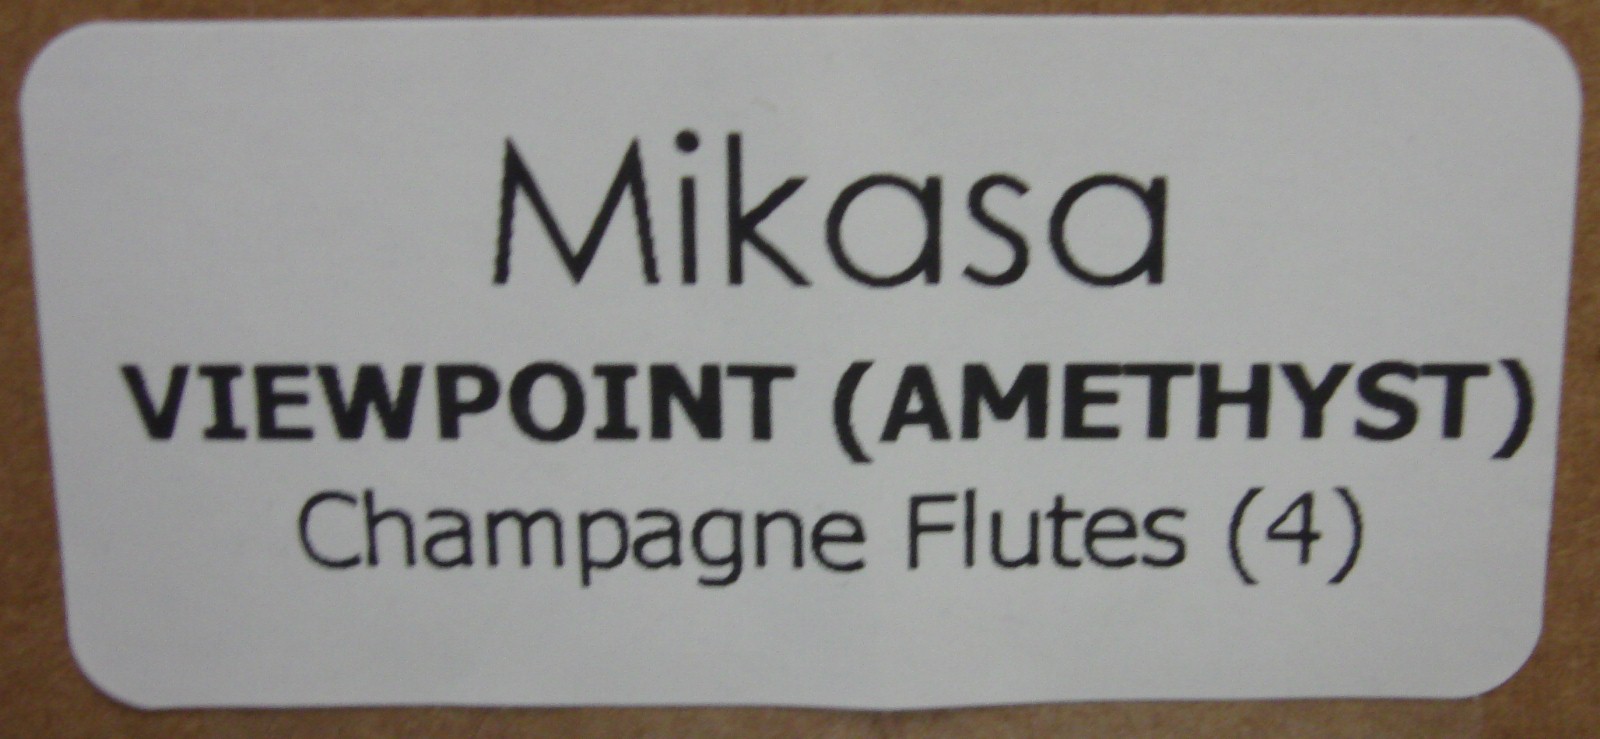 Mikasa
VIEWPOINT (AMETHYST)
Champagne Flutes (4)